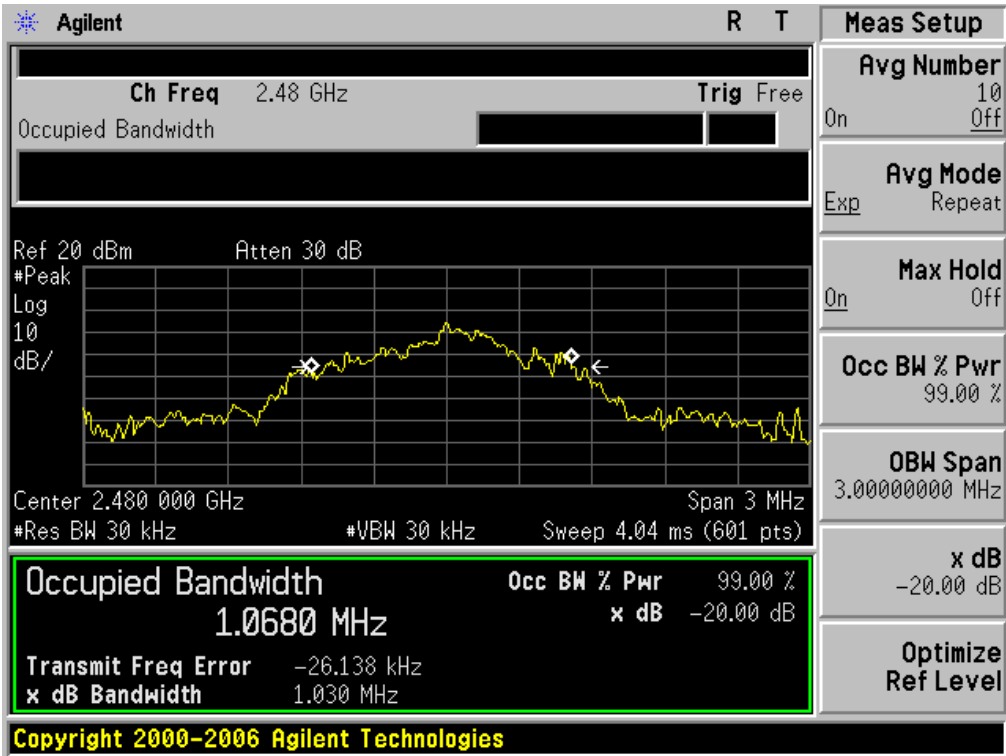 Agilent R T
Ch Freq 2.48 GHz Trig Free
Occupied Bandwidth
Ref 20 dBm Atten 30 dB
#Peak
Log
10
dB/
Center 2.480 000 GHz Span 3 MHz
#Res BW 30 kHz #VBW 30 kHz Sweep 4.04 ms (601 pts)
Occupied Bandwidth
1.0680 MHz
Occ BW % Pwr 99.00 %
x dB -20.00 dB
Transmit Freq Error -26.138 kHz
x dB Bandwidth 1.030 MHz
Copyright 2000-2006 Agilent Technologies
Meas Setup
Avg Number
10
On Off
Avg Mode
Exp Repeat
Max Hold
On Off
Occ BW % Pwr
99.00 %
OBW Span
3.00000000 MHz
x dB
-20.00 dB
Optimize
Ref Level